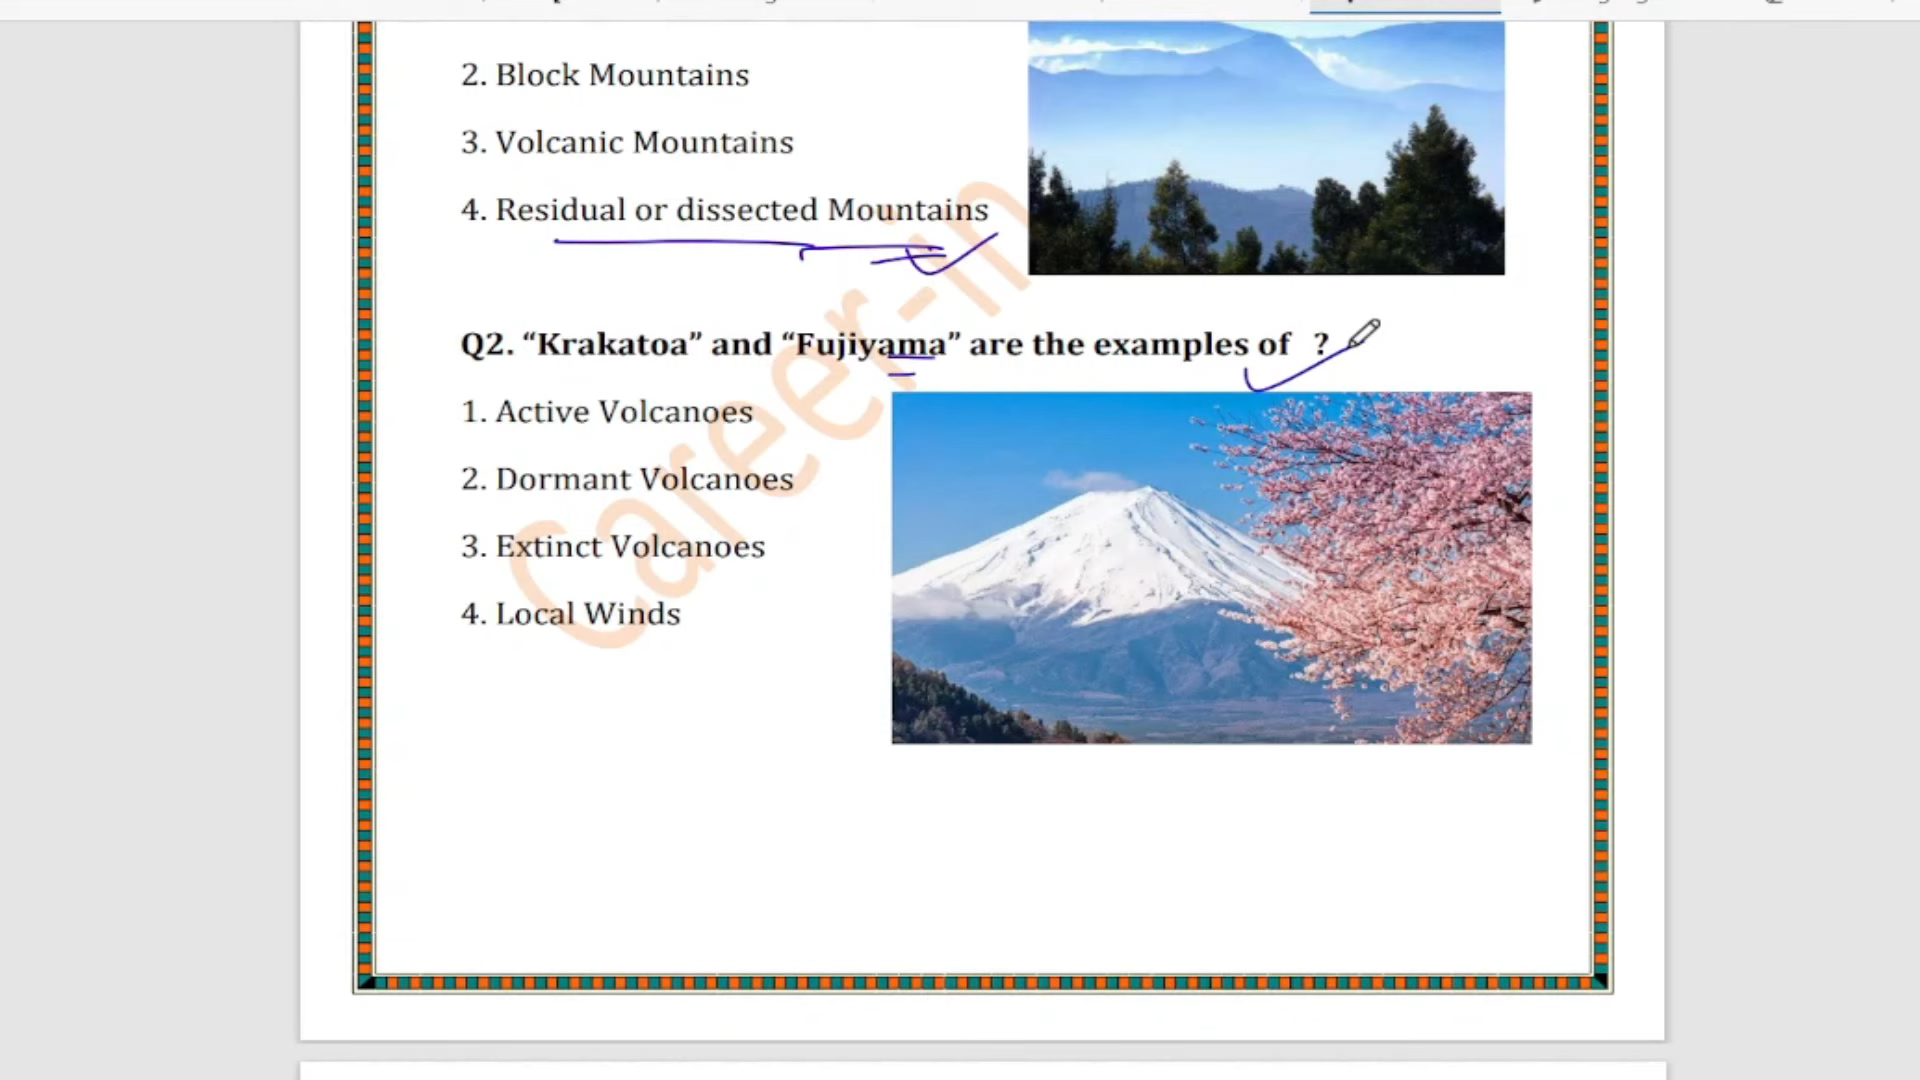 2. Block Mountains
3. Volcanic Mountains
4. Residual or dissected Mountains
Q2. “Krakatoa” and “Fujiyama” are the examples of ?
1. Active Volcanoes
2. Dormant Volcanoes
3. Extinct Volcanoes
4. Local Winds
Career-in